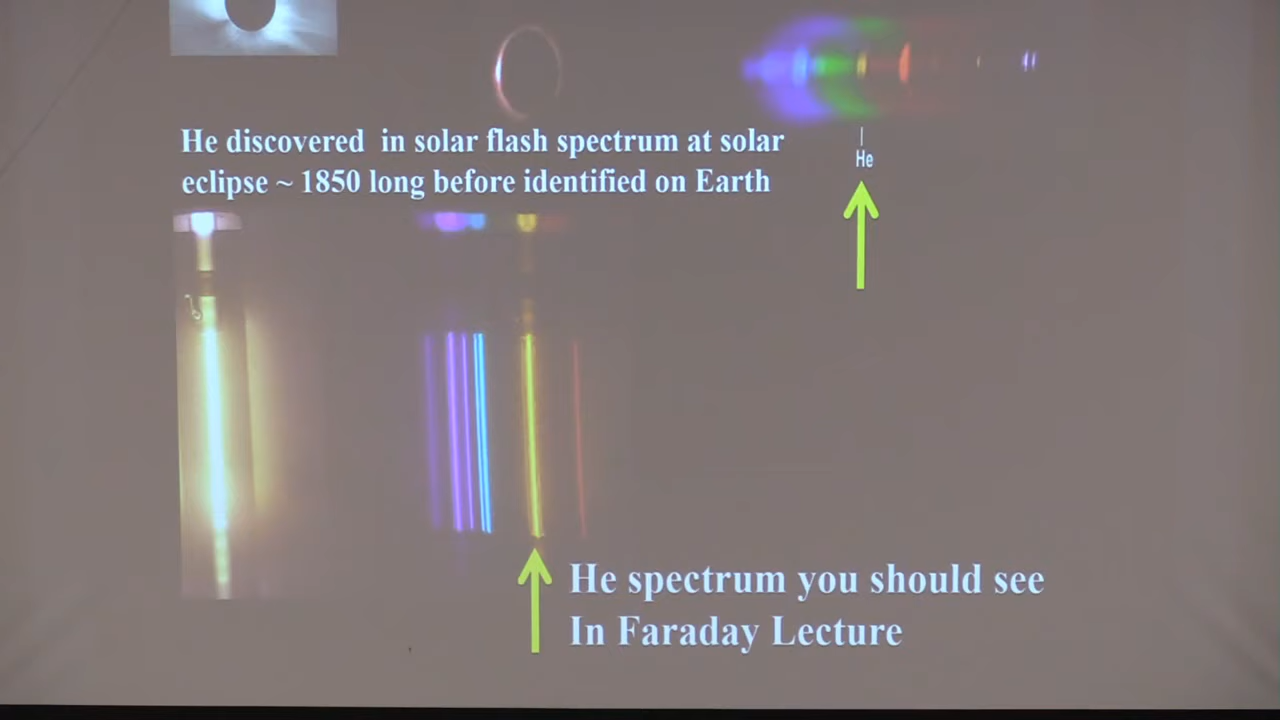 He discovered in solar flash spectrum at solar
eclipse ~ 1850 long before identified on Earth
He
He spectrum you should see
In Faraday Lecture